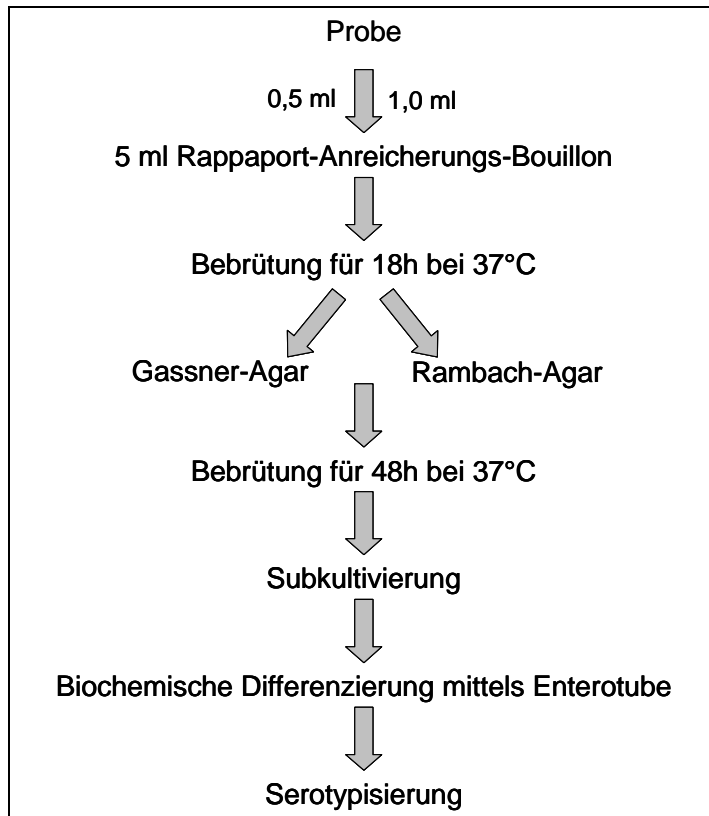 Probe
0,5 ml 1,0 ml
5 ml Rappaport-Anreicherungs-Bouillon
Bebrütung für 18h bei 37°C
Gassner-Agar Rambach-Agar
Bebrütung für 48h bei 37°C
Subkultivierung
Biochemische Differenzierung mittels Enterotube
Serotypisierung